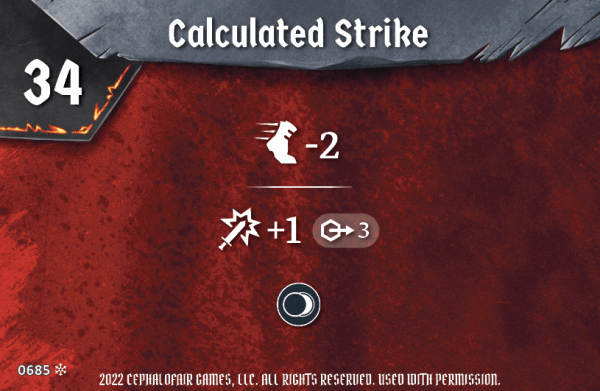 Calculated Strike
34
-2
+1 3
0685
2022 CEPHALOFAIR GAMES, LLC. ALL RIGHTS RESERVED. USED WITH PERMISSION.